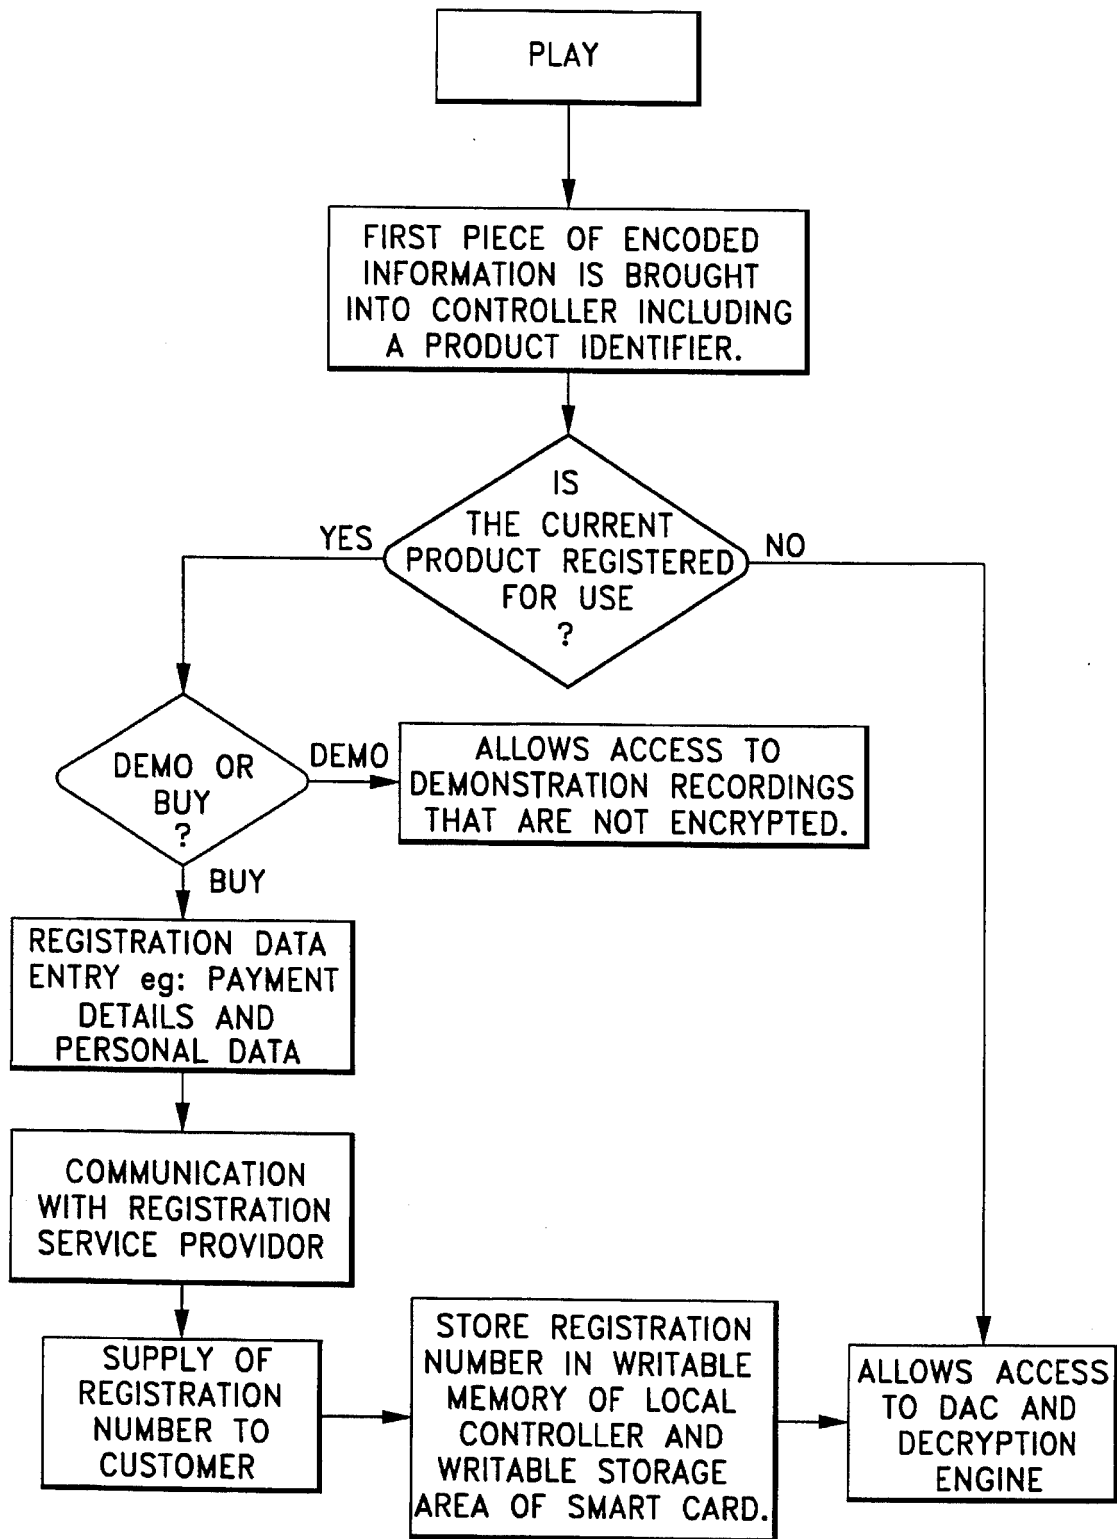 PLAY
FIRST PIECE OF ENCODED
INFORMATION IS BROUGHT
INTO CONTROLLER INCLUDING
A PRODUCT IDENTIFIER.
IS
THE CURRENT
PRODUCT REGISTERED
FOR USE
?
YES
NO
DEMO OR
BUY
?
DEMO
ALLOWS ACCESS TO
DEMONSTRATION RECORDINGS
THAT ARE NOT ENCRYPTED.
BUY
REGISTRATION DATA
ENTRY eg: PAYMENT
DETAILS AND
PERSONAL DATA
COMMUNICATION
WITH REGISTRATION
SERVICE PROVIDOR
SUPPLY OF
REGISTRATION
NUMBER TO
CUSTOMER
STORE REGISTRATION
NUMBER IN WRITABLE
MEMORY OF LOCAL
CONTROLLER AND
WRITABLE STORAGE
AREA OF SMART CARD.
ALLOWS ACCESS
TO DAC AND
DECRYPTION
ENGINE